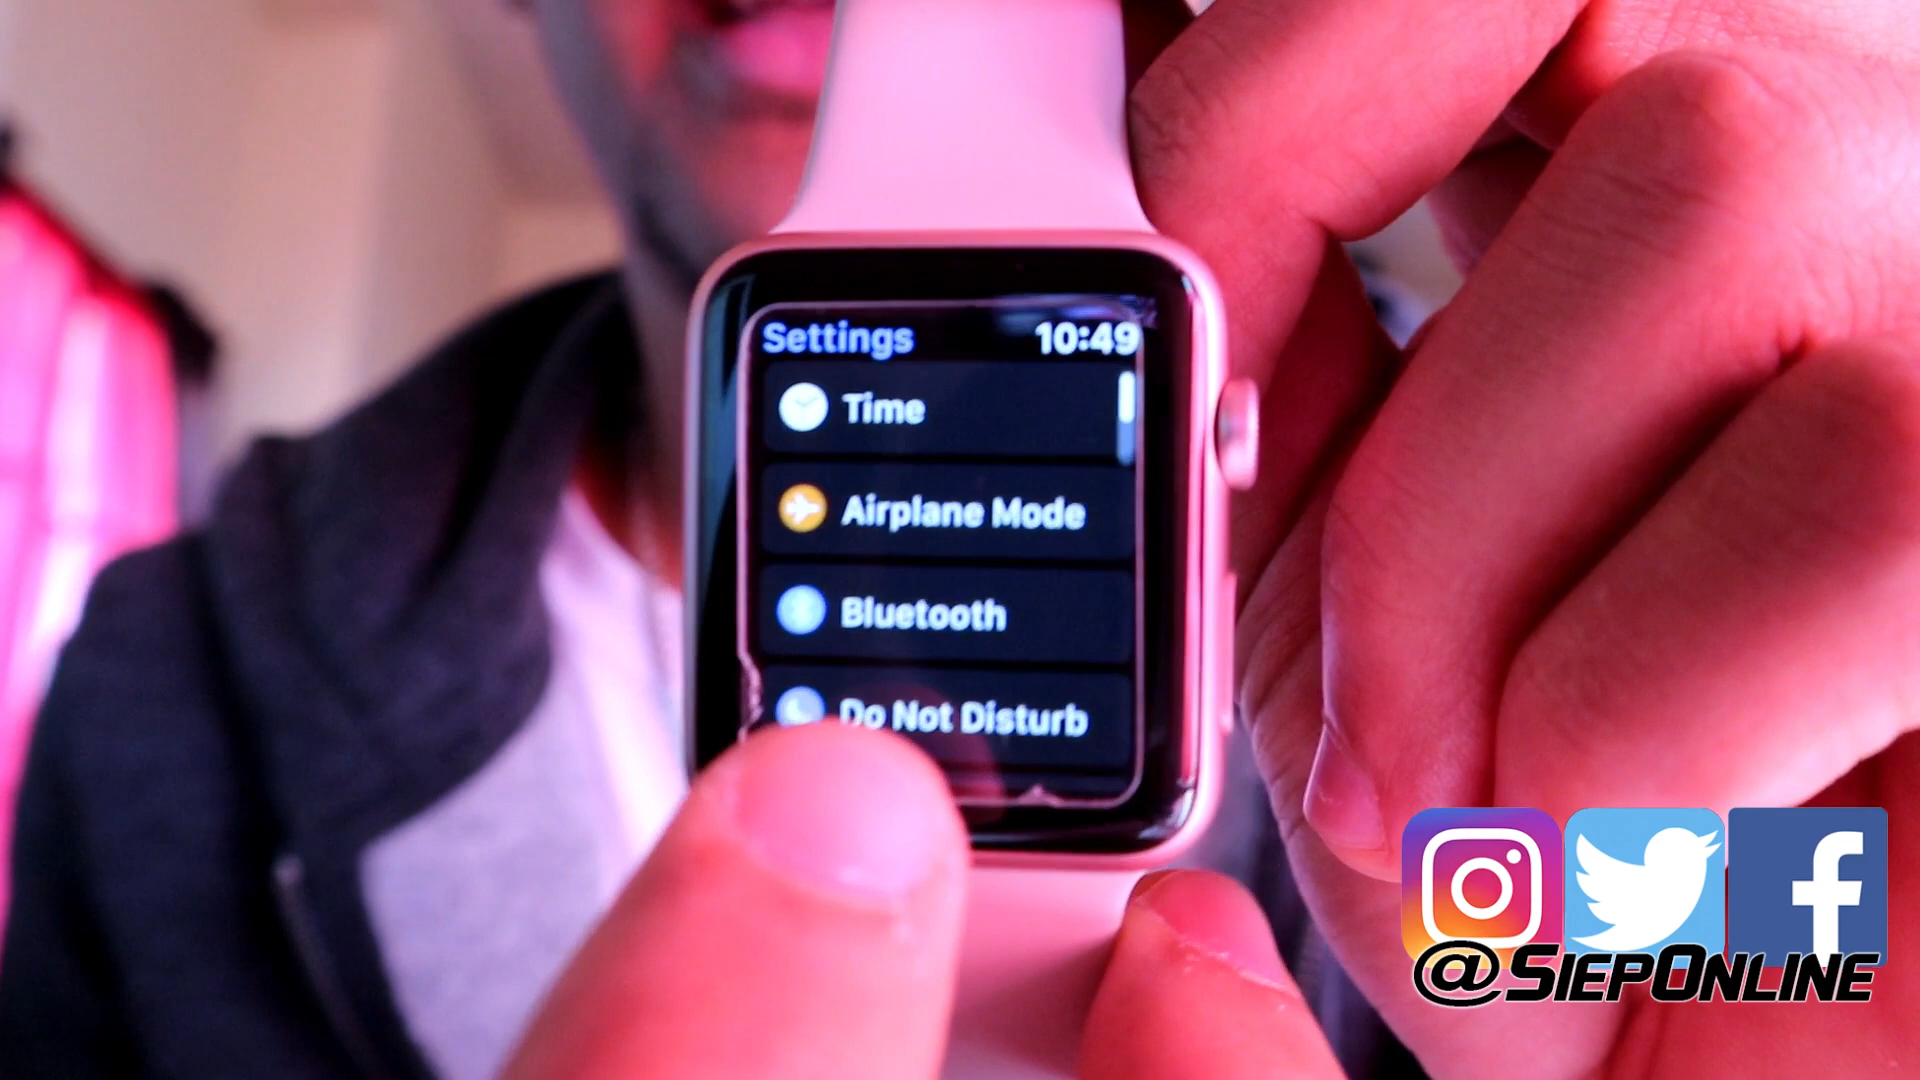 Settings 10:49
Time
Airplane Mode
Bluetooth
Do Not Disturb
@SiepOnline